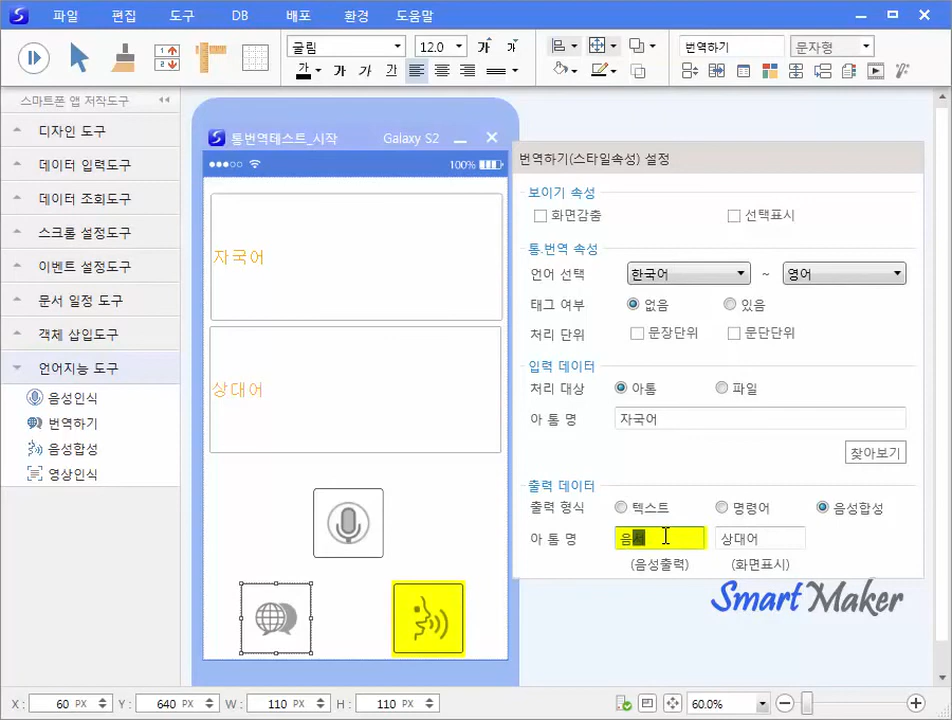 파일 편집 도구 DB 배포 환경 도움말
굴림 12.0 가 가
가 가 가 가
번역하기 문자형
스마트폰 앱 저작도구
디자인 도구
데이터 입력도구
데이터 조회도구
스크롤 설정도구
이벤트 설정도구
문서 일정 도구
객체 삽입도구
언어지능 도구
음성인식
번역하기
음성합성
영상인식
통번역테스트_시작 Galaxy S2
100%
자국어
상대어
번역하기(스타일속성) 설정
보이기 속성
화면감춤 선택표시
통.번역 속성
언어 선택 한국어 ~ 영어
태그 여부 없음 있음
처리 단위 문장단위 문단단위
입력 데이터
처리 대상 아톰 파일
아 톰 명 자국어
찾아보기
출력 데이터
출력 형식 텍스트 명령어 음성합성
아 톰 명 음서 상대어
(음성출력) (화면표시)
Smart Maker
X : 60 PX Y : 640 PX W : 110 PX H : 110 PX 60.0%